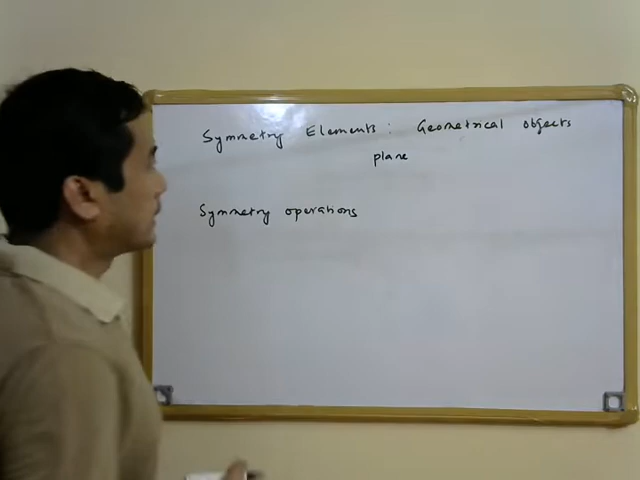 Symmetry Elements : Geometrical objects
plane
Symmetry operations